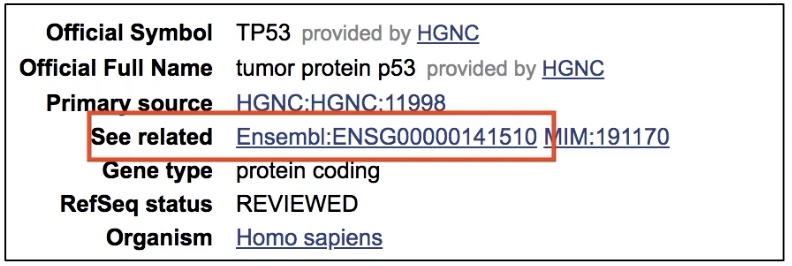 Official Symbol TP53 provided by HGNC
Official Full Name tumor protein p53 provided by HGNC
Primary source HGNC:HGNC:11998
See related Ensembl:ENSG00000141510 MIM:191170
Gene type protein coding
RefSeq status REVIEWED
Organism Homo sapiens